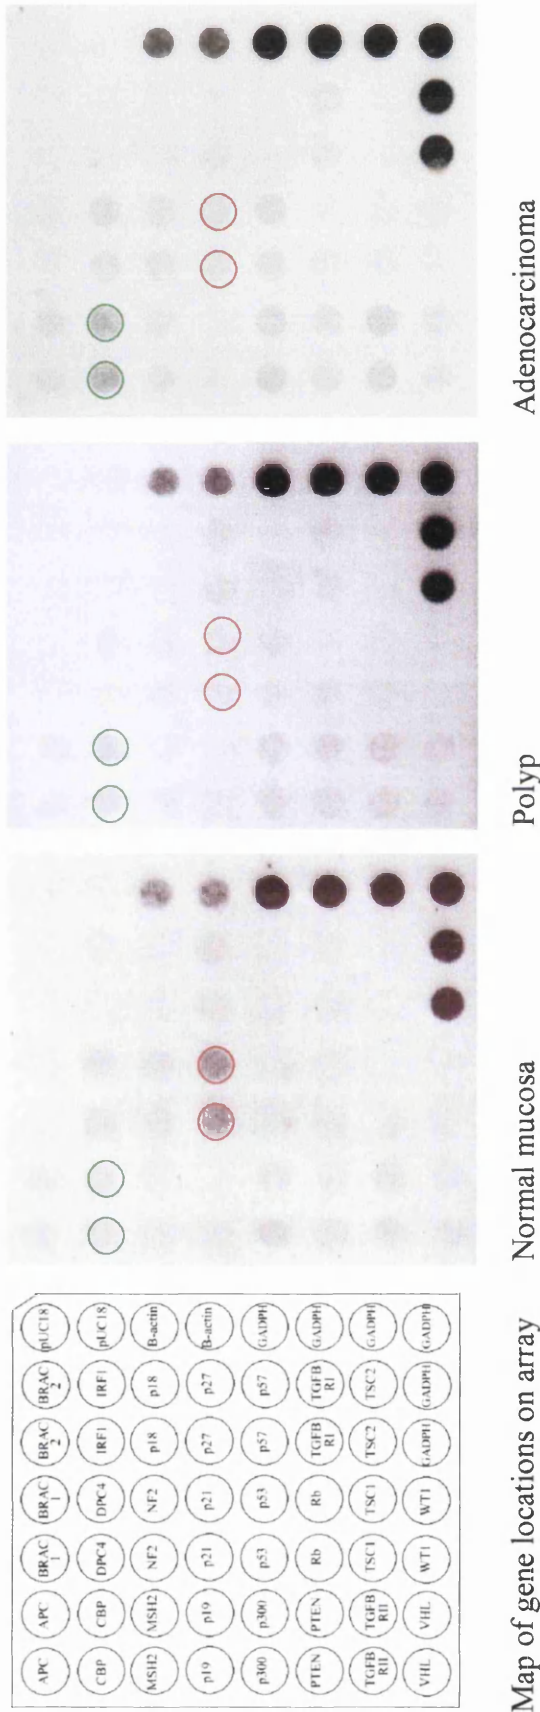 APC APC BRAC 1 BRAC 1 BRAC 2 BRAC 2 pUC18
CBP CBP DPC4 DPC4 IRF1 IRF1 pUC18
MSH2 MSH2 NF2 NF2 p18 p18 B-actin
p19 p19 p21 p21 p27 p27 B-actin
p300 p300 p53 p53 p57 p57 GADPH
PTEN PTEN Rb Rb TGFB RI TGFB RI GADPH
TGFB RII TGFB RII TSC1 TSC1 TSC2 TSC2 GADPH
VHL VHL WT1 WT1 GADPH GADPH GADPH
Map of gene locations on array
Normal mucosa
Polyp
Adenocarcinoma